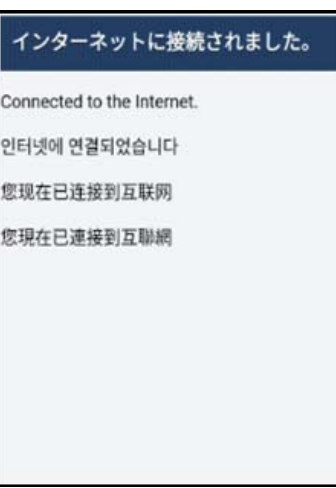 インターネットに接続されました。
Connected to the Internet.
인터넷에 연결되었습니다
您现在已连接到互联网
您現在已連接到互聯網